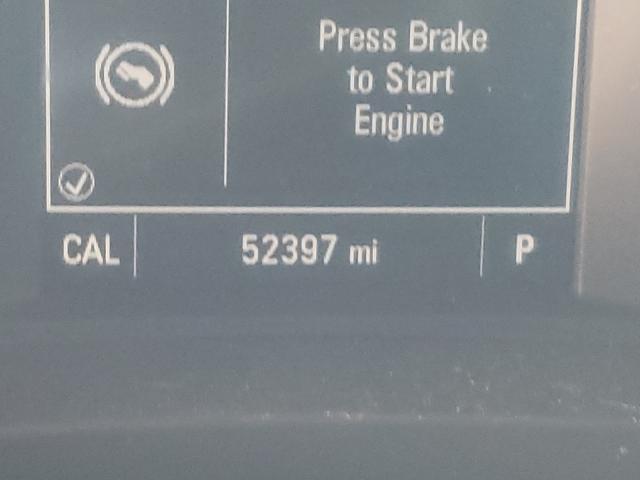 Press Brake
to Start
Engine
CAL 52397 mi P